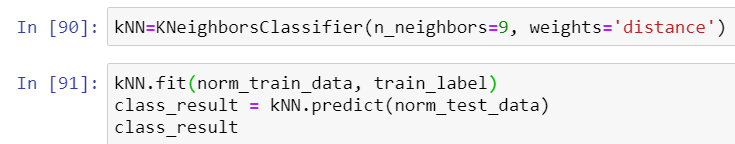 In [90]: kNN=KNeighborsClassifier(n_neighbors=9, weights='distance')
In [91]: kNN.fit(norm_train_data, train_label)
class_result = kNN.predict(norm_test_data)
class_result